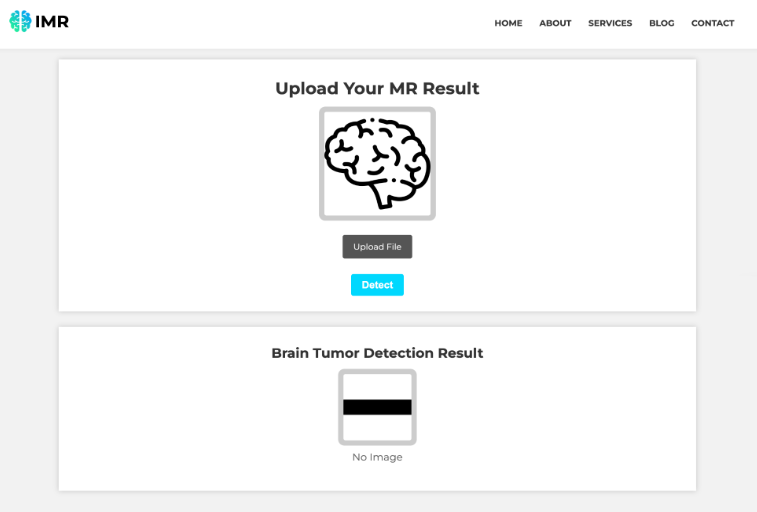 IMR
HOME ABOUT SERVICES BLOG CONTACT
Upload Your MR Result
Upload File
Detect
Brain Tumor Detection Result
No Image